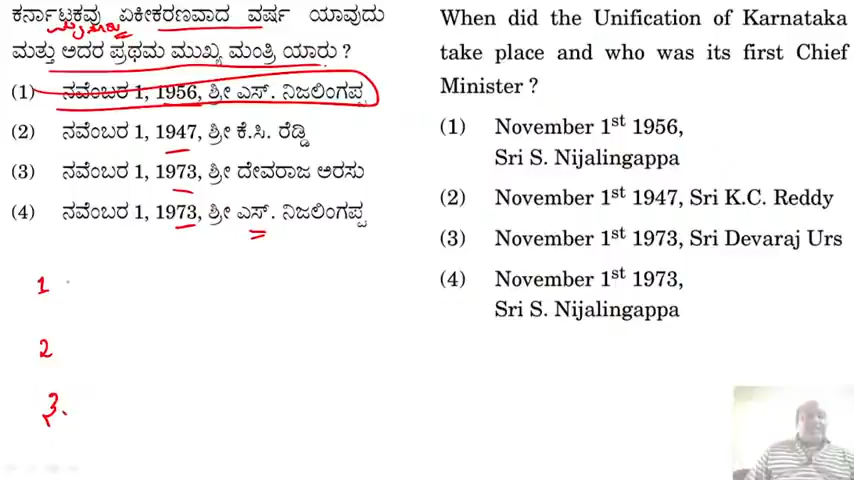 ಕರ್ನಾಟಕವು ಏಕೀಕರಣವಾದ ವರ್ಷ ಯಾವುದು
ಮತ್ತು ಅದರ ಪ್ರಥಮ ಮುಖ್ಯ ಮಂತ್ರಿ ಯಾರು ?
(1) ನವೆಂಬರ 1, 1956, ಶ್ರೀ ಎಸ್. ನಿಜಲಿಂಗಪ್ಪ
(2) ನವೆಂಬರ 1, 1947, ಶ್ರೀ ಕೆ.ಸಿ. ರೆಡ್ಡಿ
(3) ನವೆಂಬರ 1, 1973, ಶ್ರೀ ದೇವರಾಜ ಅರಸು
(4) ನವೆಂಬರ 1, 1973, ಶ್ರೀ ಎಸ್. ನಿಜಲಿಂಗಪ್ಪ
1
2
3.
When did the Unification of Karnataka
take place and who was its first Chief
Minister ?
(1) November 1st 1956,
Sri S. Nijalingappa
(2) November 1st 1947, Sri K.C. Reddy
(3) November 1st 1973, Sri Devaraj Urs
(4) November 1st 1973,
Sri S. Nijalingappa